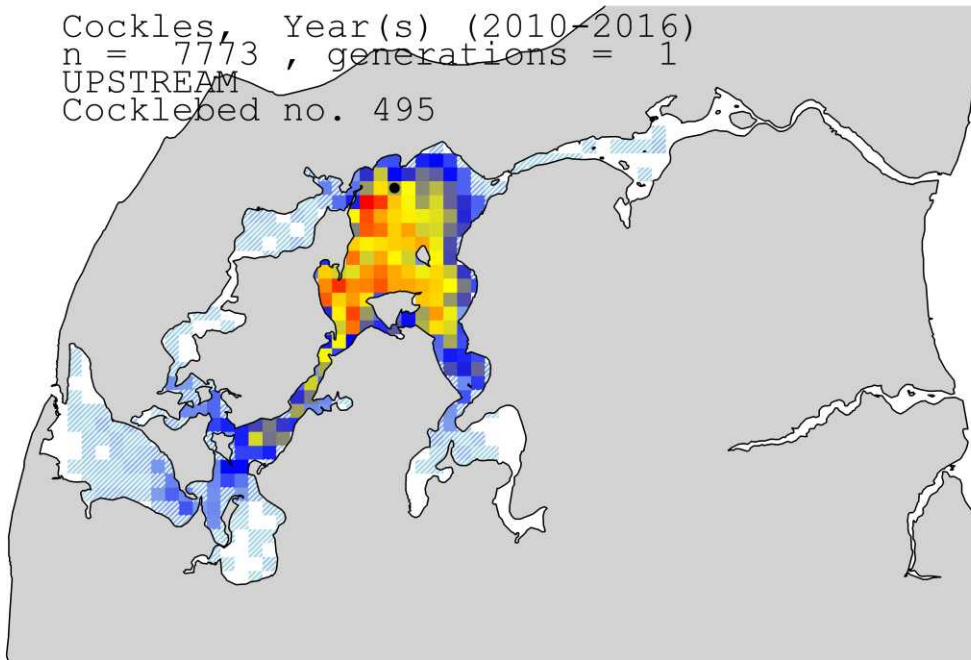 Cockles, Year(s) (2010-2016)
n = 7773 , generations = 1
UPSTREAM
Cocklebed no. 495